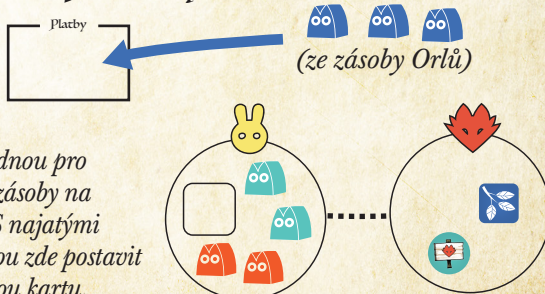 Platby
(ze zásoby Orlů)
dnou pro
zásoby na
najatými
ou zde postavit
ou kartu